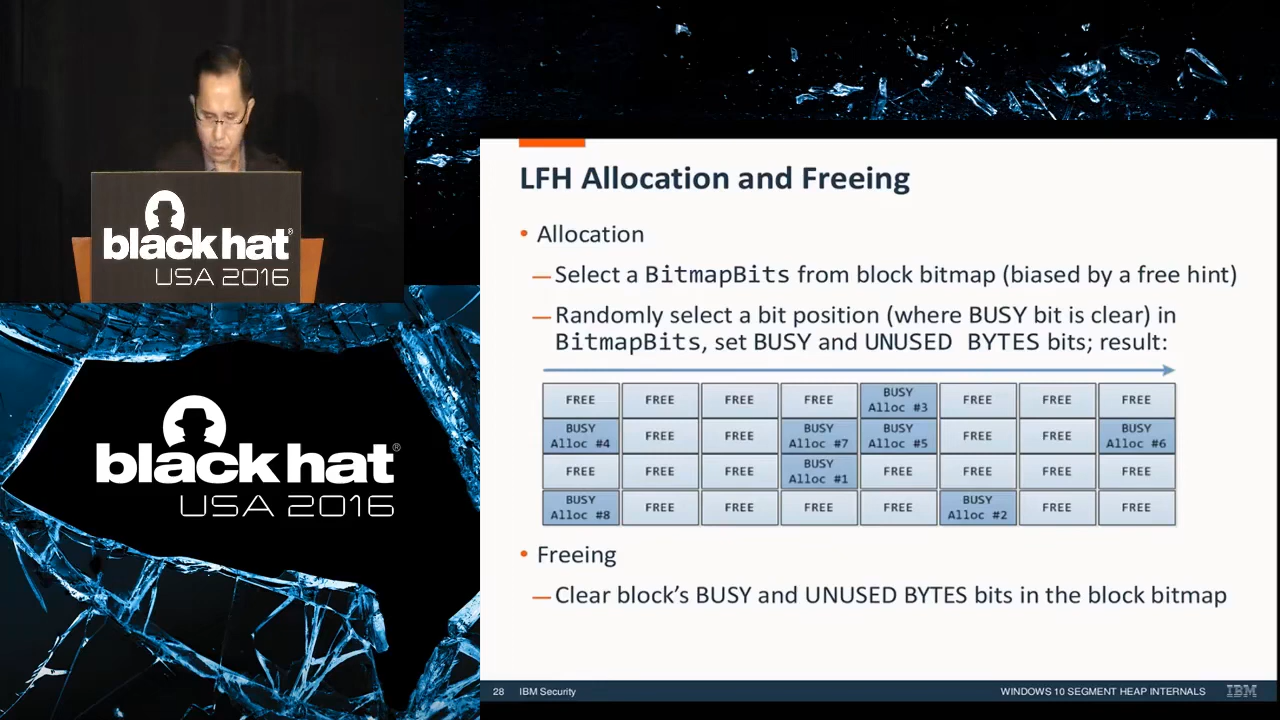 black hat®
USA 2016
black hat®
USA 2016
LFH Allocation and Freeing
• Allocation
— Select a BitmapBits from block bitmap (biased by a free hint)
— Randomly select a bit position (where BUSY bit is clear) in
BitmapBits, set BUSY and UNUSED BYTES bits; result:
FREE FREE FREE FREE BUSY Alloc #3 FREE FREE FREE
BUSY Alloc #4 FREE FREE BUSY Alloc #7 BUSY Alloc #5 FREE FREE BUSY Alloc #6
FREE FREE FREE BUSY Alloc #1 FREE FREE FREE FREE
BUSY Alloc #8 FREE FREE FREE FREE BUSY Alloc #2 FREE FREE
• Freeing
— Clear block’s BUSY and UNUSED BYTES bits in the block bitmap
28 IBM Security WINDOWS 10 SEGMENT HEAP INTERNALS IBM